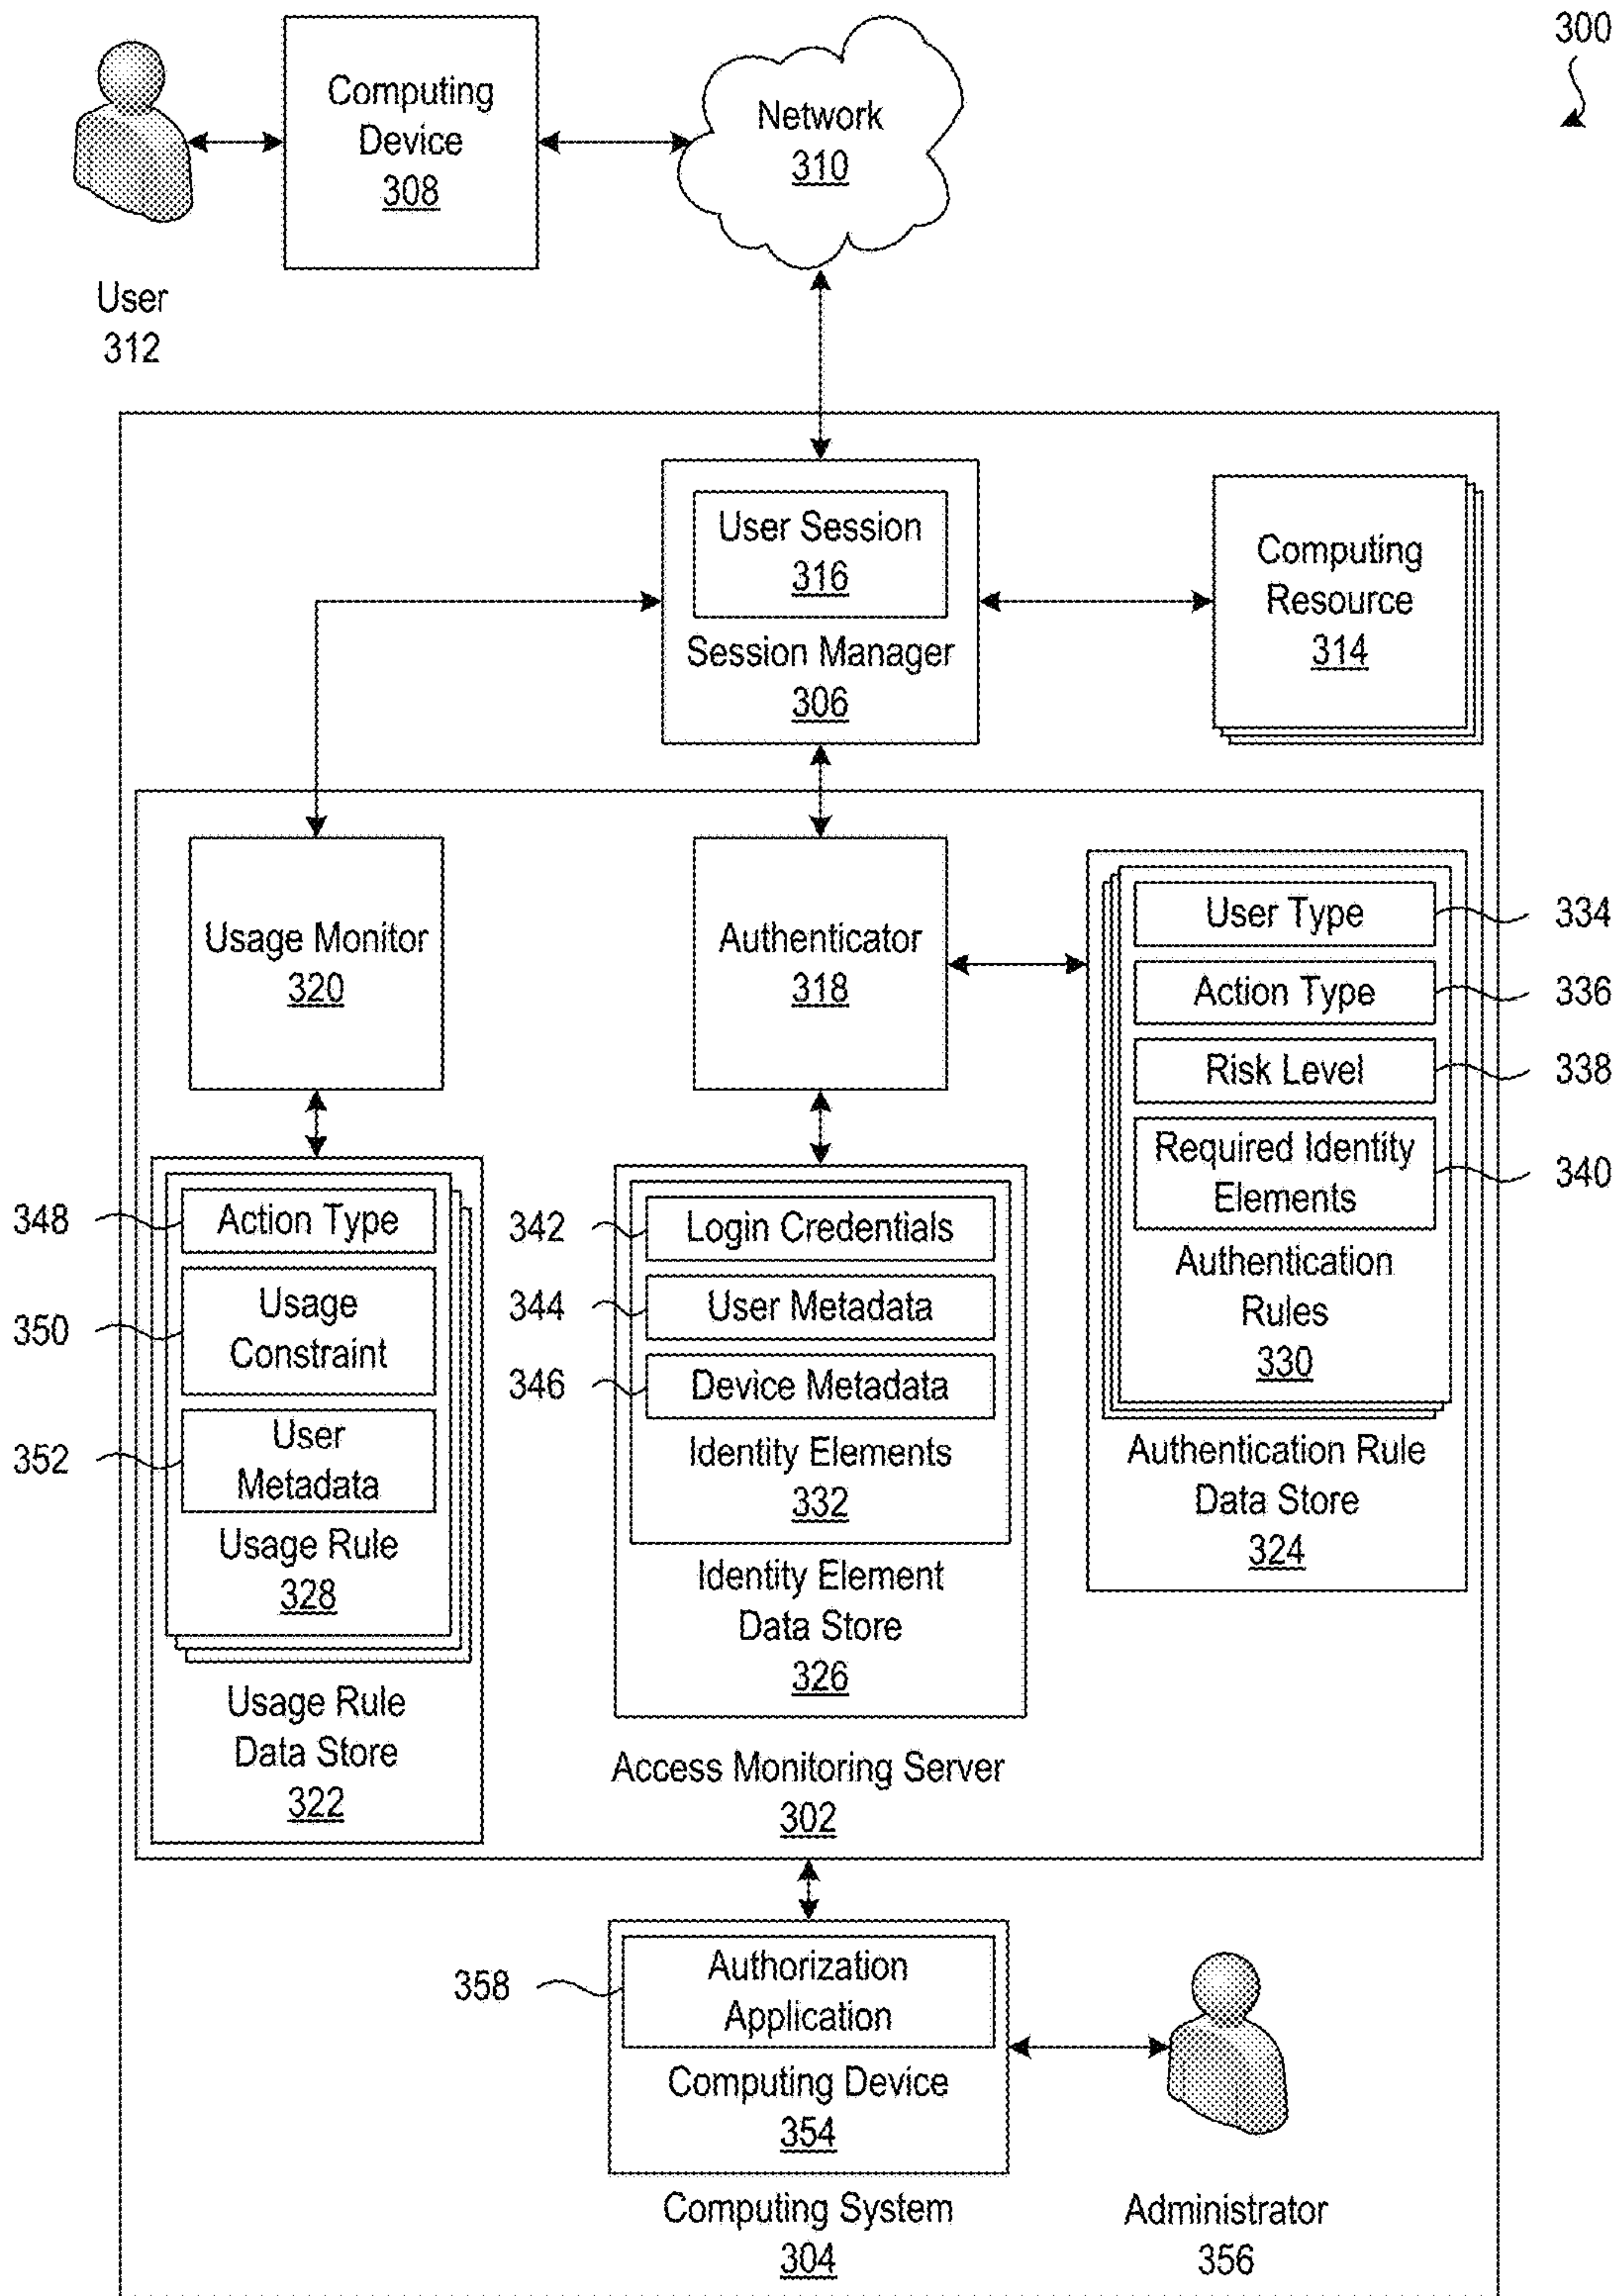 300
Computing
Device
308
Network
310
User
312
User Session
316
Session Manager
306
Computing
Resource
314
Usage Monitor
320
Authenticator
318
User Type
334
Action Type
336
Risk Level
338
Required Identity
Elements
340
Authentication
Rules
330
Authentication Rule
Data Store
324
348
Action Type
350
Usage
Constraint
352
User
Metadata
Usage Rule
328
Usage Rule
Data Store
322
342
Login Credentials
344
User Metadata
346
Device Metadata
Identity Elements
332
Identity Element
Data Store
326
Access Monitoring Server
302
358
Authorization
Application
Computing Device
354
Computing System
304
Administrator
356